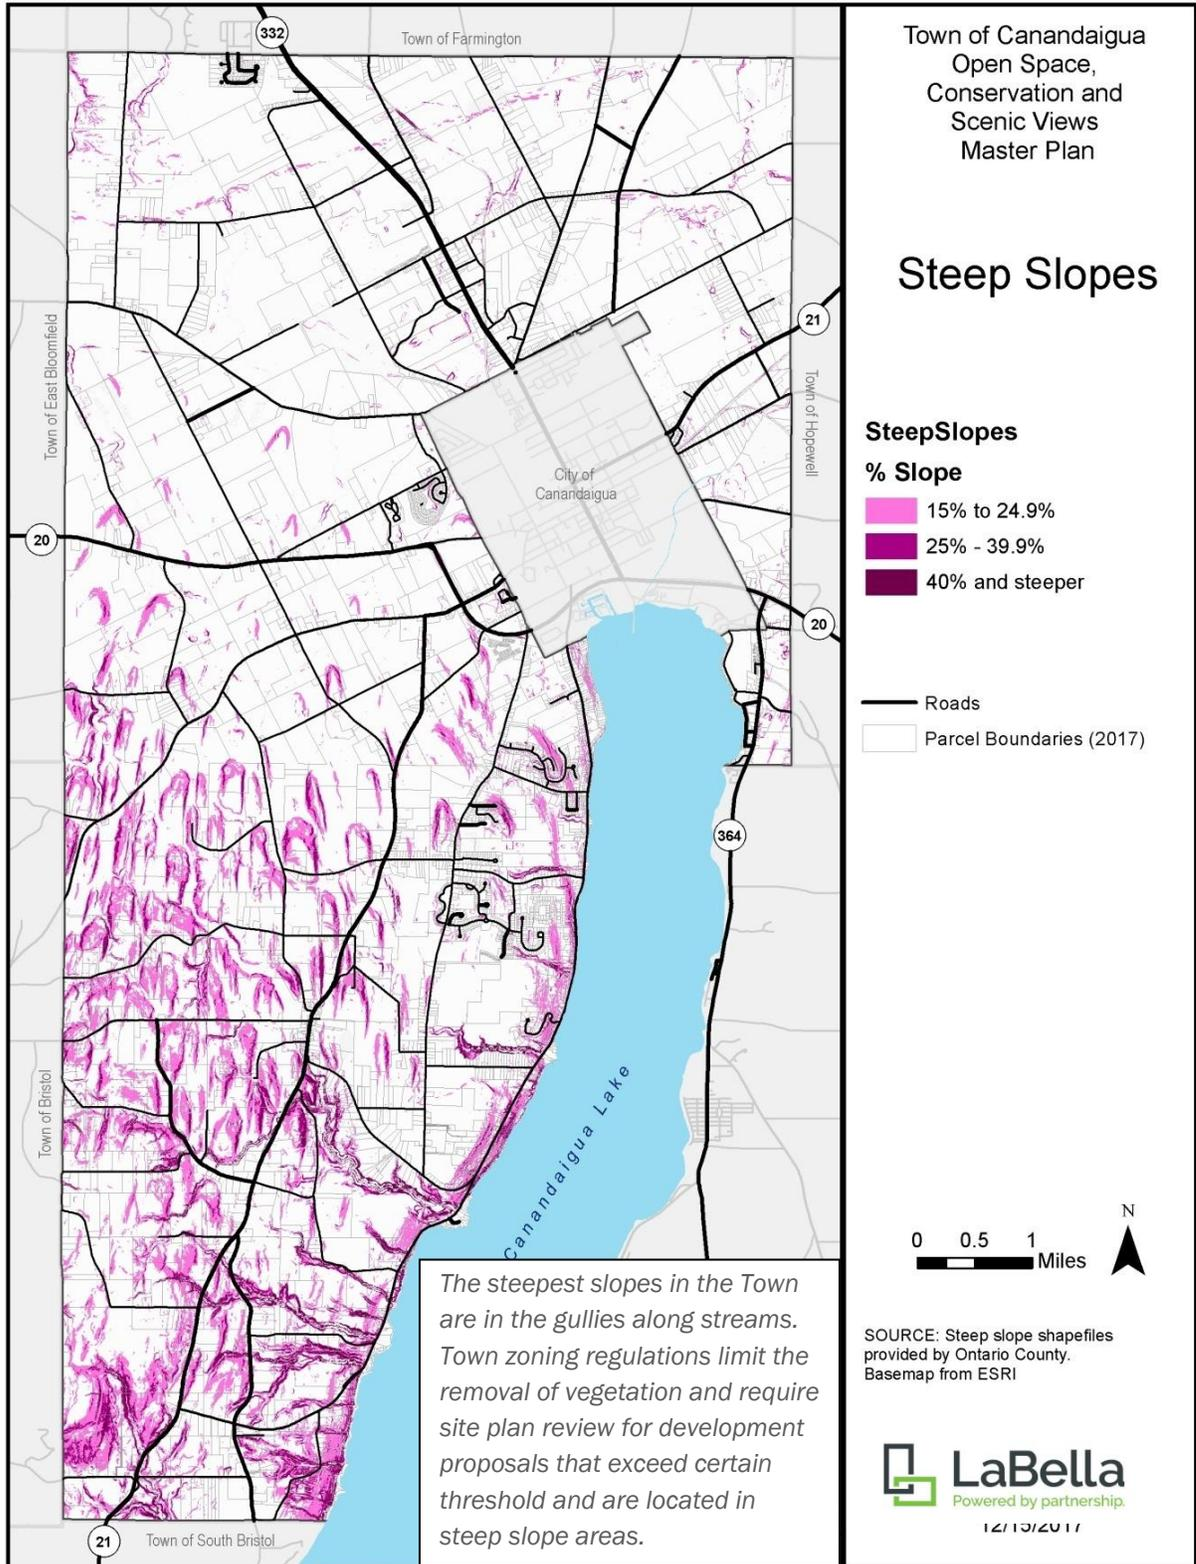 332
Town of Farmington
Town of East Bloomfield
21
Town of Hopewell
City of
Canandaigua
20
20
364
Town of Bristol
Canandaigua Lake
21
Town of South Bristol
The steepest slopes in the Town
are in the gullies along streams.
Town zoning regulations limit the
removal of vegetation and require
site plan review for development
proposals that exceed certain
threshold and are located in
steep slope areas.
Town of Canandaigua
Open Space,
Conservation and
Scenic Views
Master Plan
Steep Slopes
SteepSlopes
% Slope
15% to 24.9%
25% - 39.9%
40% and steeper
Roads
Parcel Boundaries (2017)
N
0 0.5 1
Miles
SOURCE: Steep slope shapefiles
provided by Ontario County.
Basemap from ESRI
LaBella
Powered by partnership.
12/15/2017